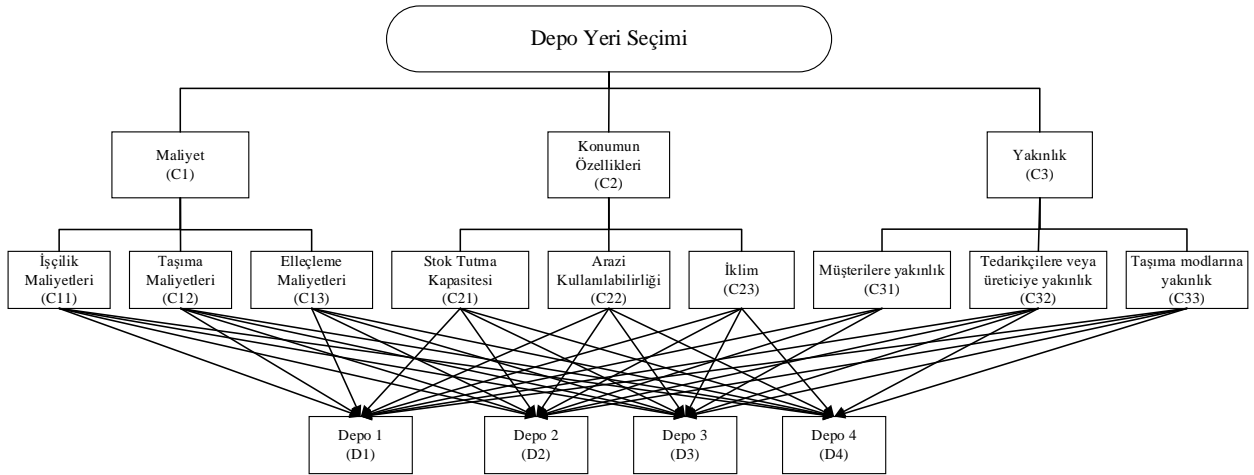 Depo Yeri Seçimi
Maliyet
(C1)
Konumun
Özellikleri
(C2)
Yakınlık
(C3)
İşçilik
Maliyetleri
(C11)
Taşıma
Maliyetleri
(C12)
Elleçleme
Maliyetleri
(C13)
Stok Tutma
Kapasitesi
(C21)
Arazi
Kullanılabilirliği
(C22)
İklim
(C23)
Müşterilere yakınlık
(C31)
Tedarikçilere veya
üreticiye yakınlık
(C32)
Taşıma modlarına
yakınlık
(C33)
Depo 1
(D1)
Depo 2
(D2)
Depo 3
(D3)
Depo 4
(D4)